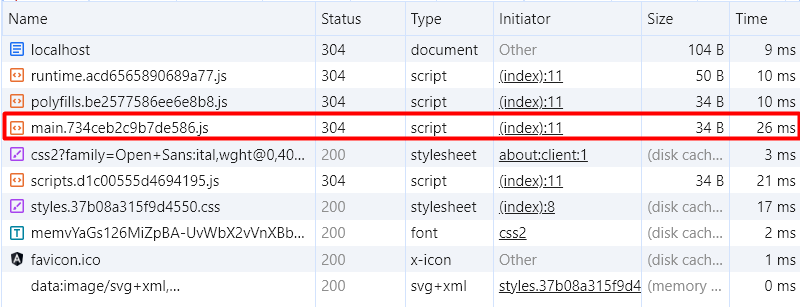 Name Status Type Initiator Size Time
localhost 304 document Other 104 B 9 ms
runtime.acd6565890689a77.js 304 script (index):11 50 B 10 ms
polyfills.be2577586ee6e8b8.js 304 script (index):11 34 B 10 ms
main.734ceb2c9b7de586.js 304 script (index):11 34 B 26 ms
css2?family=Open+Sans:ital,wght@0,40... 200 stylesheet about:client:1 (disk cach... 3 ms
scripts.d1c00555d4694195.js 304 script (index):11 34 B 21 ms
styles.37b08a315f9d4550.css 200 stylesheet (index):8 (disk cach... 17 ms
memvYaGs126MiZpBA-UvWbX2vVnXBb... 200 font css2 (disk cach... 2 ms
favicon.ico 200 x-icon Other (disk cach... 1 ms
data:image/svg+xml,... 200 svg+xml styles.37b08a315f9d4 (memory ... 0 ms